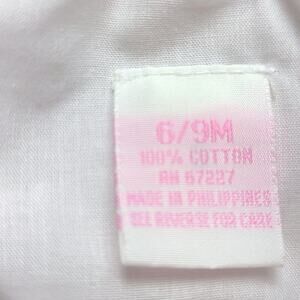 6/9M
100% COTTON
RN 67227
MADE IN PHILIPPINES
SEE REVERSE FOR CARE